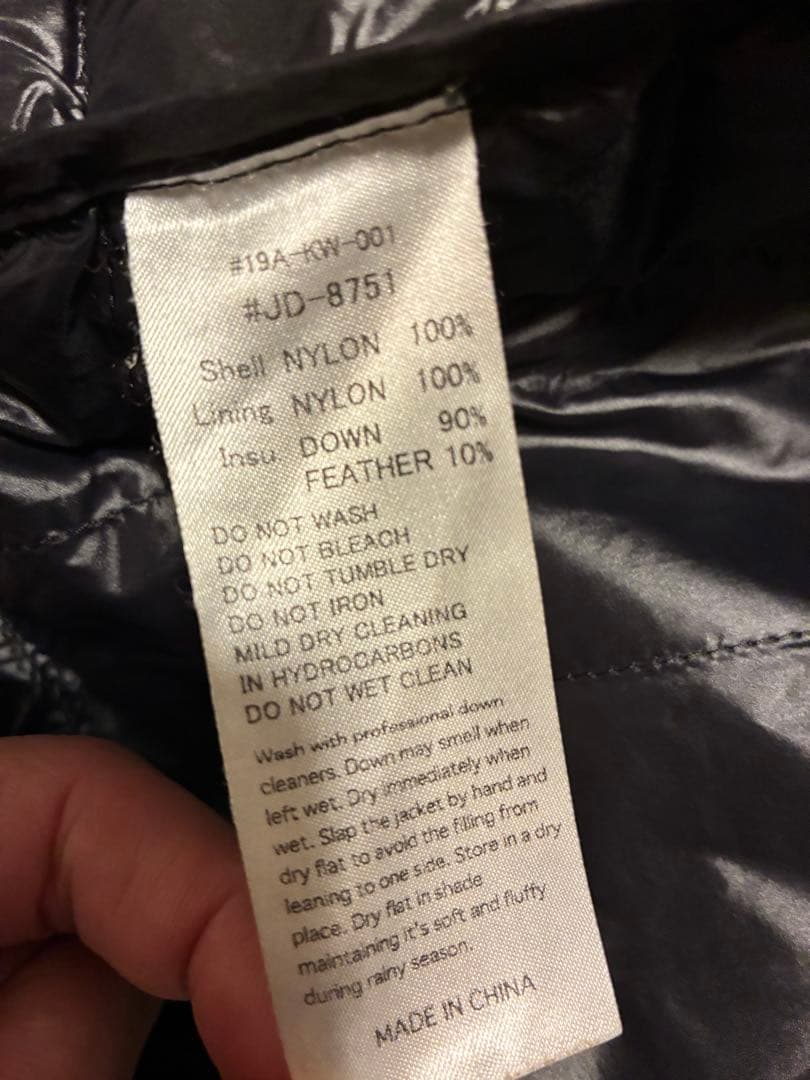 #19A-KW-001
#JD-8751
Shell NYLON 100%
Lining NYLON 100%
Insu. DOWN 90%
FEATHER 10%
DO NOT WASH
DO NOT BLEACH
DO NOT TUMBLE DRY
DO NOT IRON
MILD DRY CLEANING
IN HYDROCARBONS
DO NOT WET CLEAN
Wash with professional down
cleaners. Down may smell when
left wet. Dry immediately when
wet. Slap the jacket by hand and
dry flat to avoid the filling from
leaning to one side. Store in a dry
place. Dry flat in shade
maintaining it's soft and fluffy
during rainy season.
MADE IN CHINA